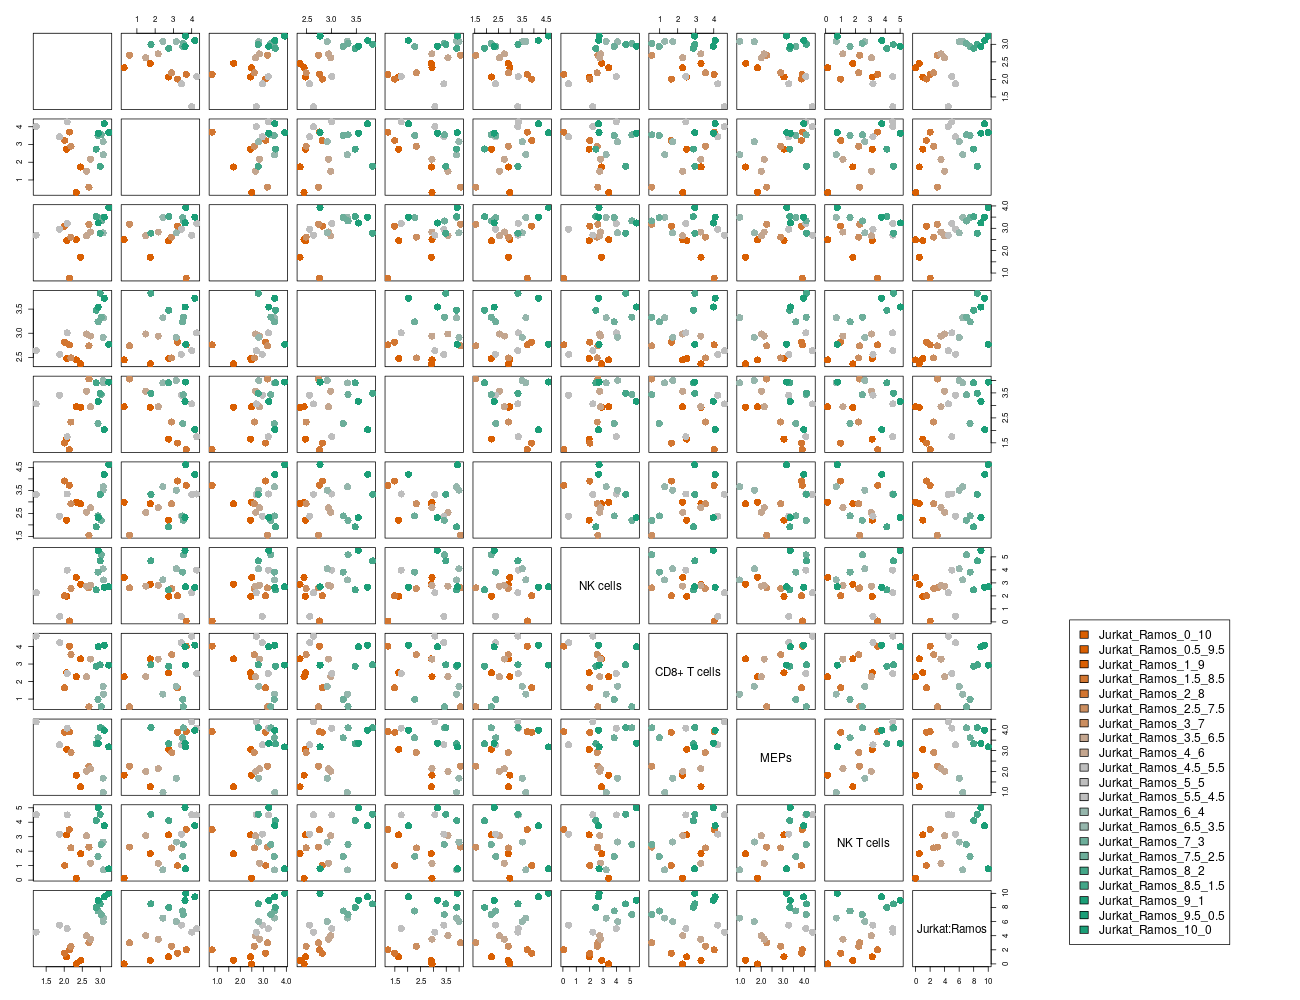 1 2 3 4 2.5 3.0 3.5 1.5 2.5 3.5 4.5 1 2 3 4 0 1 2 3 4 5
1.5 2.0 2.5 3.0
1 2 3 4
1.0 2.0 3.0 4.0
2.5 3.0 3.5
1.5 2.5 3.5
1.5 2.5 3.5 4.5
NK cells
0 1 2 3 4 5
CD8+ T cells
1 2 3 4
MEPs
1.0 2.0 3.0 4.0
NK T cells
0 1 2 3 4 5
Jurkat:Ramos
0 2 4 6 8 10
1.5 2.0 2.5 3.0 1.0 2.0 3.0 4.0 1.5 2.5 3.5 0 1 2 3 4 5 1.0 2.0 3.0 4.0 0 2 4 6 8 10
Jurkat_Ramos_0_10
Jurkat_Ramos_0.5_9.5
Jurkat_Ramos_1_9
Jurkat_Ramos_1.5_8.5
Jurkat_Ramos_2_8
Jurkat_Ramos_2.5_7.5
Jurkat_Ramos_3_7
Jurkat_Ramos_3.5_6.5
Jurkat_Ramos_4_6
Jurkat_Ramos_4.5_5.5
Jurkat_Ramos_5_5
Jurkat_Ramos_5.5_4.5
Jurkat_Ramos_6_4
Jurkat_Ramos_6.5_3.5
Jurkat_Ramos_7_3
Jurkat_Ramos_7.5_2.5
Jurkat_Ramos_8_2
Jurkat_Ramos_8.5_1.5
Jurkat_Ramos_9_1
Jurkat_Ramos_9.5_0.5
Jurkat_Ramos_10_0